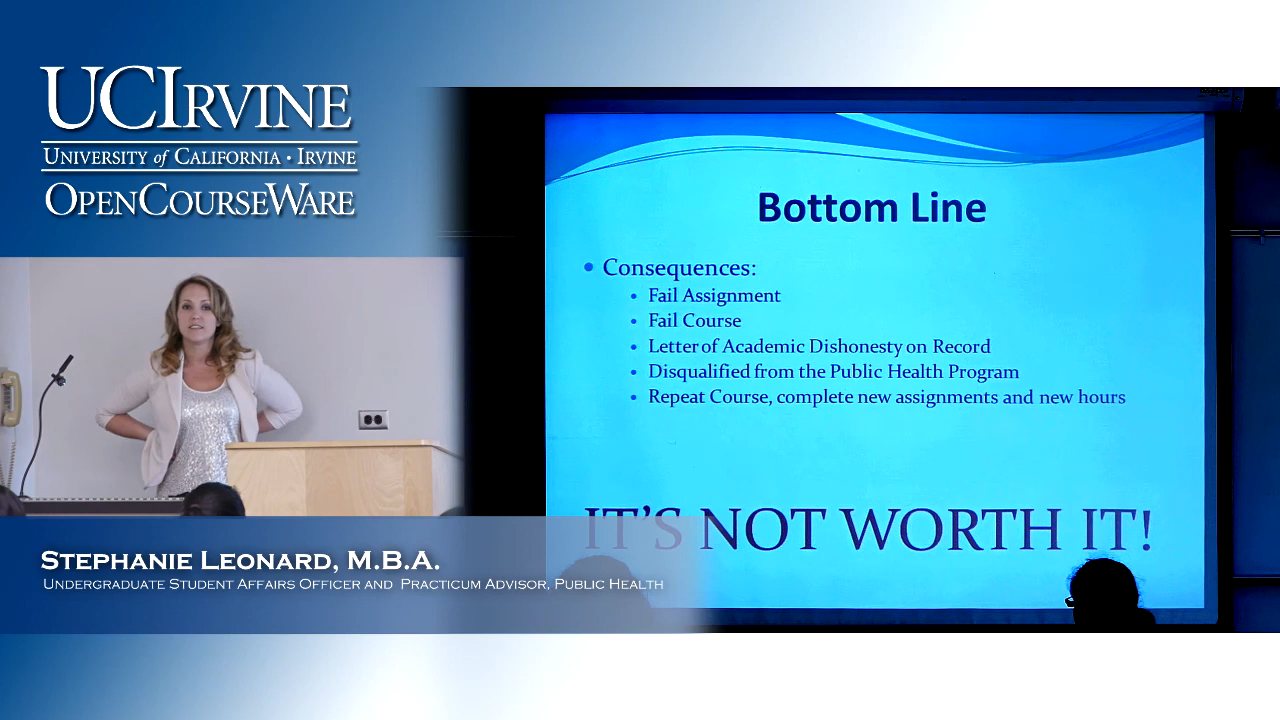 UCIRVINE
UNIVERSITY of CALIFORNIA · IRVINE
OPENCOURSEWARE
Bottom Line
• Consequences:
• Fail Assignment
• Fail Course
• Letter of Academic Dishonesty on Record
• Disqualified from the Public Health Program
• Repeat Course, complete new assignments and new hours
IT'S NOT WORTH IT!
STEPHANIE LEONARD, M.B.A.
UNDERGRADUATE STUDENT AFFAIRS OFFICER AND PRACTICUM ADVISOR, PUBLIC HEALTH